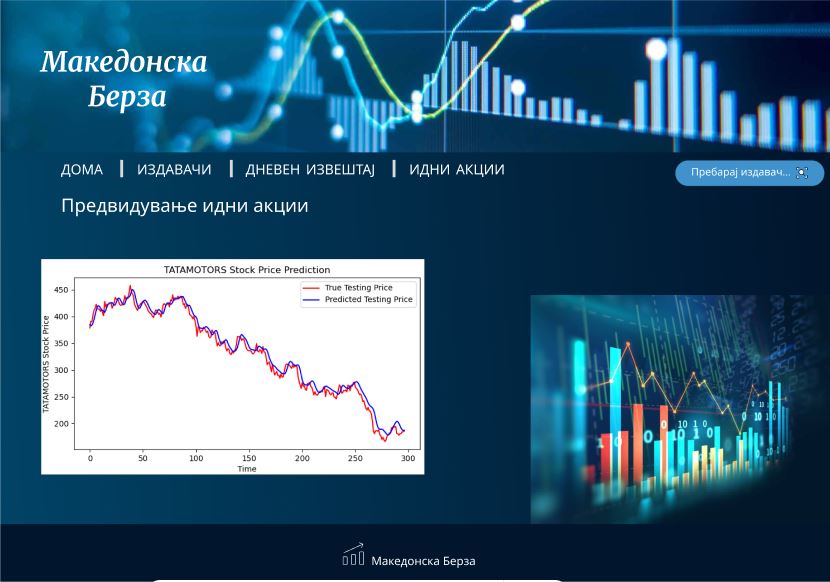 Македонска
Берза
ДОМА
ИЗДАВАЧИ
ДНЕВЕН ИЗВЕШТАЈ
ИДНИ АКЦИИ
Пребарај издавач...
Предвидување идни акции
TATAMOTORS Stock Price Prediction
True Testing Price
Predicted Testing Price
TATAMOTORS Stock Price
450
400
350
300
250
200
0
50
100
150
200
250
300
Time
Македонска Берза